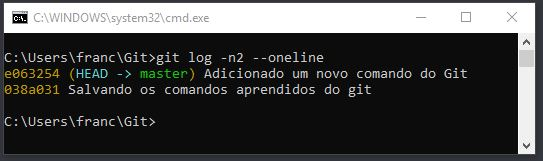 C:\WINDOWS\system32\cmd.exe
C:\Users\franc\Git>git log -n2 --oneline
e063254 (HEAD -> master) Adicionado um novo comando do Git
038a031 Salvando os comandos aprendidos do git
C:\Users\franc\Git>